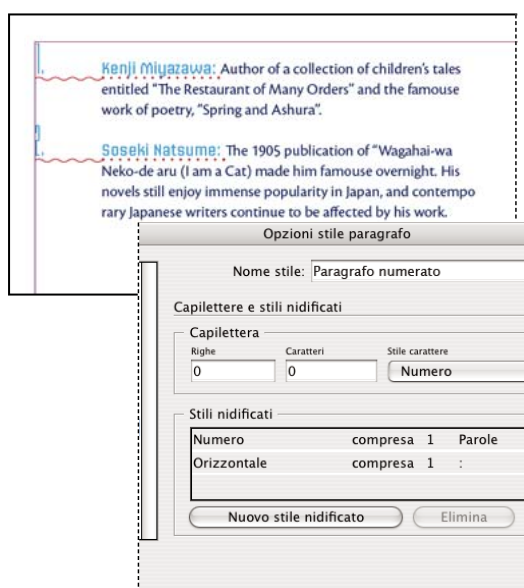 1.
Kenji Miyazawa: Author of a collection of children's tales
entitled "The Restaurant of Many Orders" and the famouse
work of poetry, "Spring and Ashura".
2.
Soseki Natsume: The 1905 publication of "Wagahai-wa
Neko-de aru (I am a Cat) made him famouse overnight. His
novels still enjoy immense popularity in Japan, and contempo
rary Japanese writers continue to be affected by his work.
Opzioni stile paragrafo
Nome stile: Paragrafo numerato
Capilettere e stili nidificati
Capilettera
Righe Caratteri Stile carattere
0 0 Numero
Stili nidificati
Numero compresa 1 Parole
Orizzontale compresa 1 :
Nuovo stile nidificato Elimina